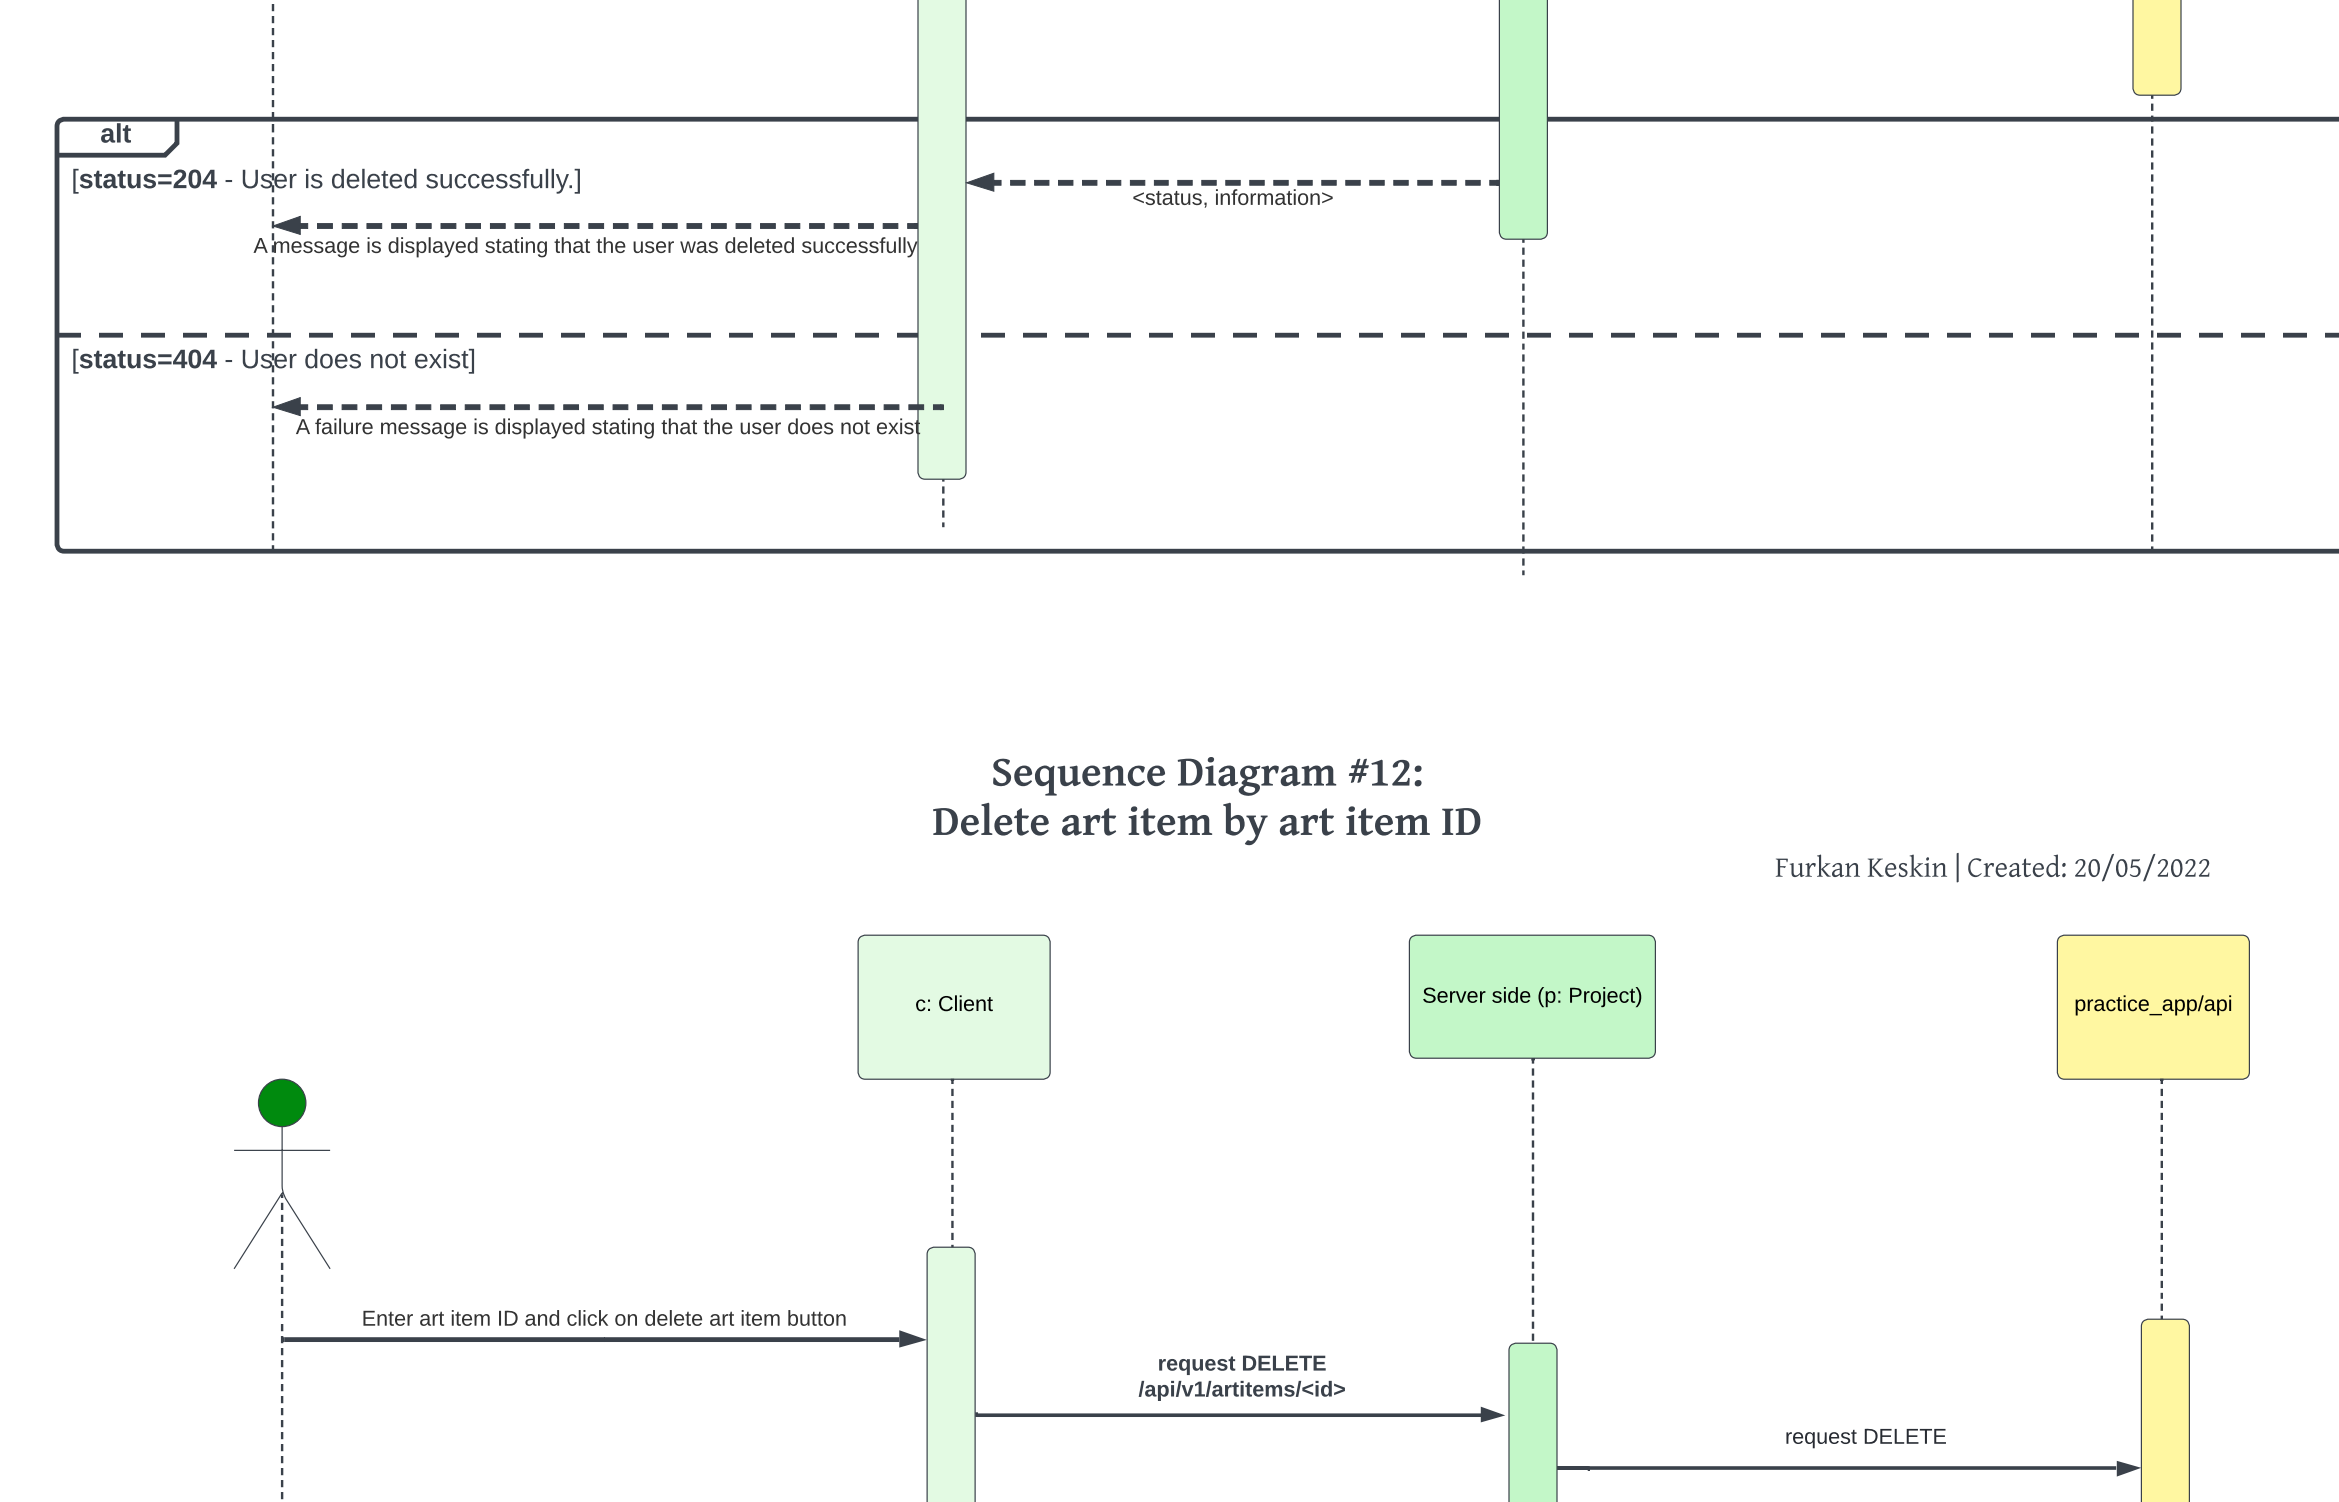 alt
[status=204 - User is deleted successfully.]
<status, information>
A message is displayed stating that the user was deleted successfully
[status=404 - User does not exist]
A failure message is displayed stating that the user does not exist
Sequence Diagram #12:
Delete art item by art item ID
Furkan Keskin | Created: 20/05/2022
c: Client
Server side (p: Project)
practice_app/api
Enter art item ID and click on delete art item button
request DELETE
/api/v1/artitems/<id>
request DELETE